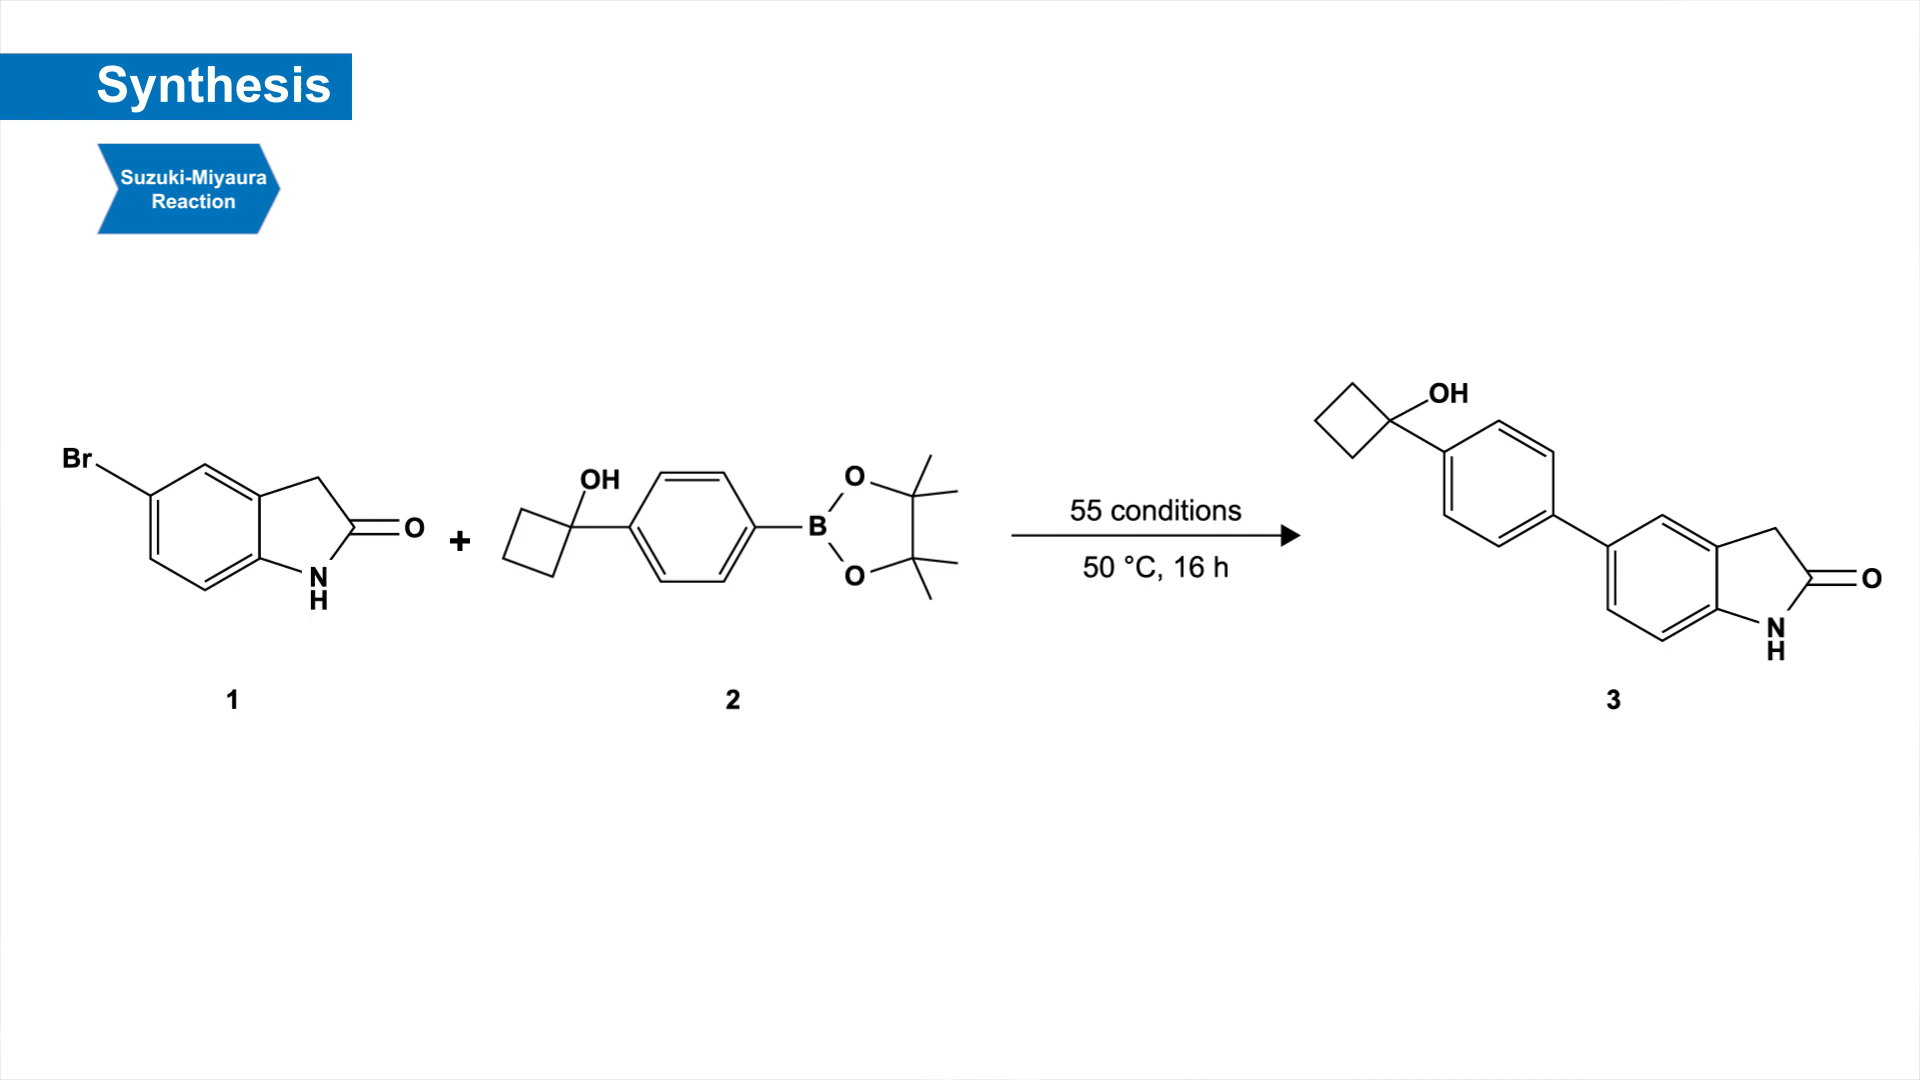 Synthesis
Suzuki-Miyaura
Reaction
Br
O
N
H
+
OH
B
O
O
55 conditions
50 °C, 16 h
OH
O
N
H
1
2
3